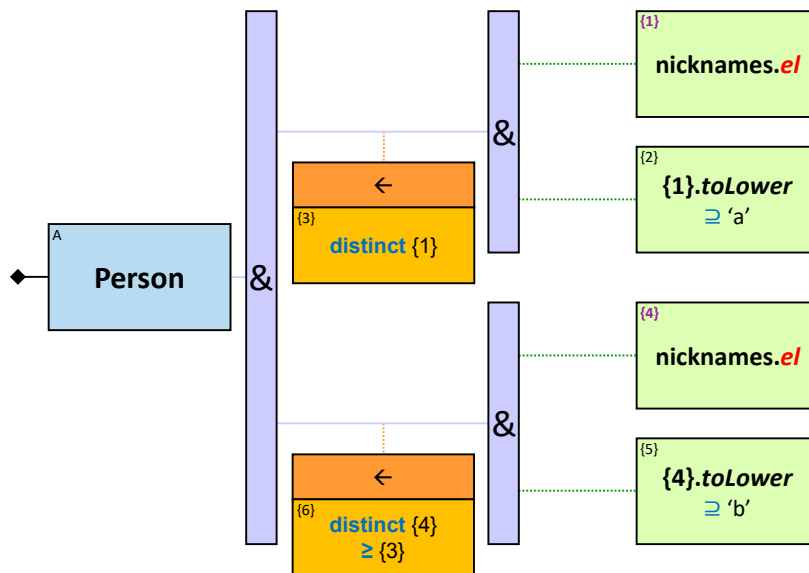 {1}
nicknames.el
&
←
{2}
{1}.toLower
⊇ ‘a’
{3}
distinct {1}
A
Person
&
{4}
nicknames.el
&
←
{5}
{4}.toLower
⊇ ‘b’
{6}
distinct {4}
≥ {3}